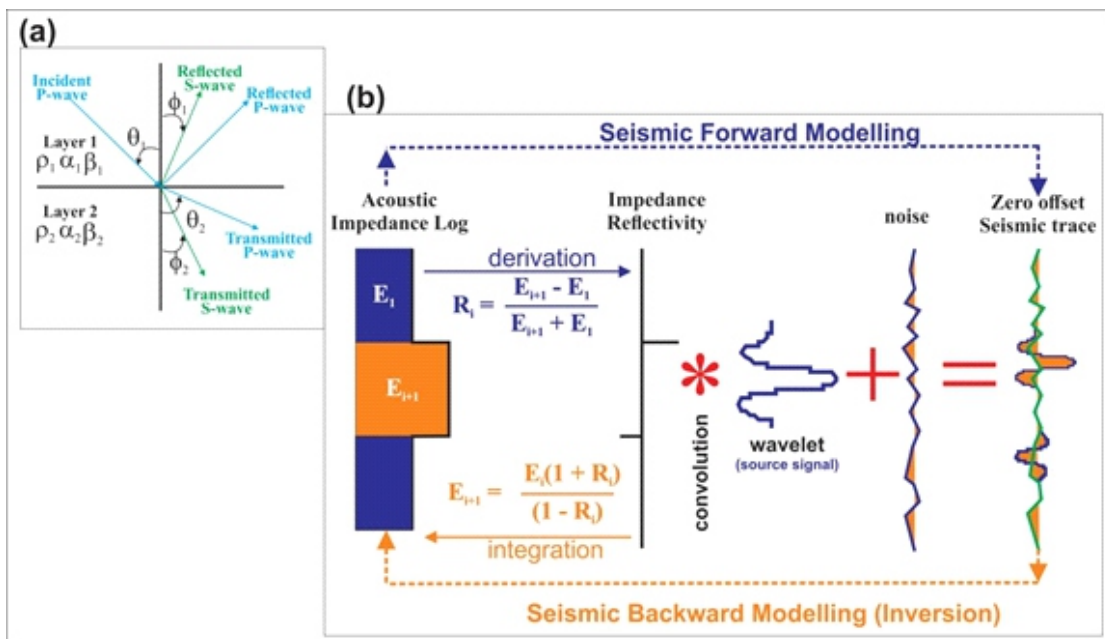 (a)
Incident
P-wave
Reflected
S-wave
Reflected
P-wave
ϕ₁
θ₁
Layer 1
ρ₁ α₁ β₁
Layer 2
ρ₂ α₂ β₂
θ₂
ϕ₂
Transmitted
P-wave
Transmitted
S-wave
(b)
Seismic Forward Modelling
Acoustic
Impedance Log
Impedance
Reflectivity
noise
Zero offset
Seismic trace
derivation
E₁
Rᵢ = (Eᵢ₊₁ - E₁) / (Eᵢ₊₁ + E₁)
Eᵢ₊₁
*
+
=
convolution
wavelet
(source signal)
Eᵢ₊₁ = Eᵢ(1 + Rᵢ) / (1 - Rᵢ)
integration
Seismic Backward Modelling (Inversion)